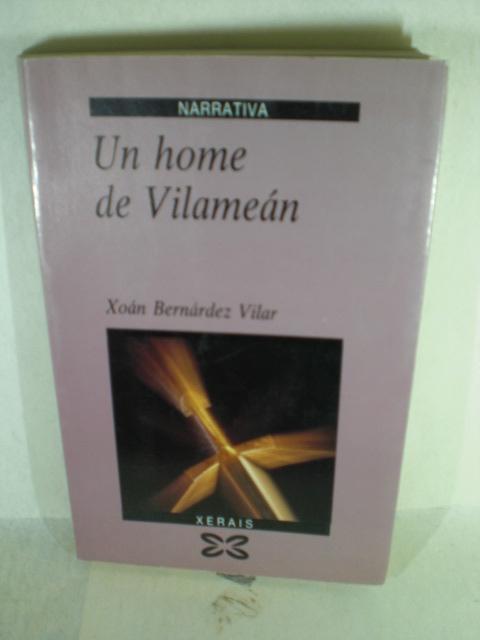 NARRATIVA
Un home
de Vilameán
Xoán Bernárdez Vilar
XERAIS